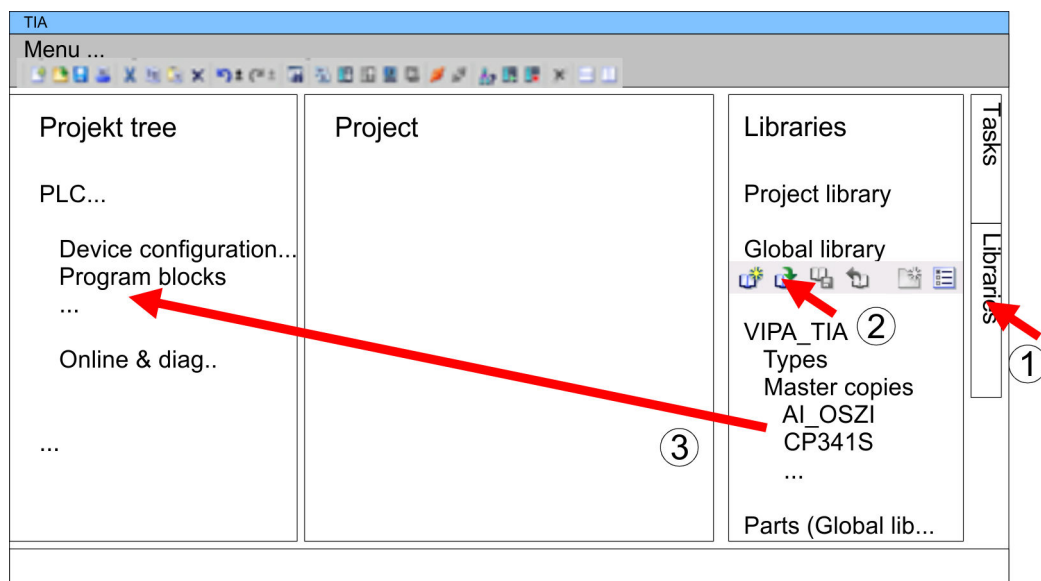 TIA
Menu ...
Projekt tree
PLC...
Device configuration...
Program blocks
...
Online & diag..
...
Project
③
Libraries
Project library
Global library
②
VIPA_TIA
Types
Master copies
AI_OSZI
CP341S
...
Parts (Global lib...
Tasks
Libraries
①